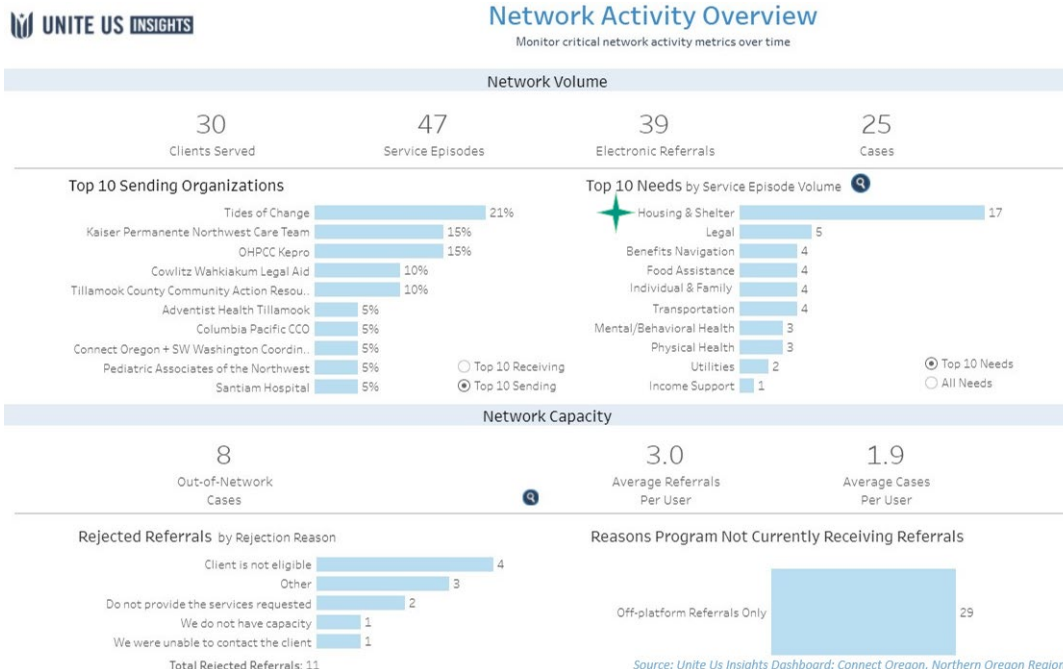 UNITE US INSIGHTS
Network Activity Overview
Monitor critical network activity metrics over time
Network Volume
30
Clients Served
47
Service Episodes
39
Electronic Referrals
25
Cases
Top 10 Sending Organizations
Tides of Change 21%
Kaiser Permanente Northwest Care Team 15%
OHPCC Kepro 15%
Cowlitz Wahkiakum Legal Aid 10%
Tillamook County Community Action Resou.. 10%
Adventist Health Tillamook 5%
Columbia Pacific CCO 5%
Connect Oregon + SW Washington Coordin.. 5%
Pediatric Associates of the Northwest 5%
Santiam Hospital 5%
Top 10 Receiving
Top 10 Sending
Top 10 Needs by Service Episode Volume
Housing & Shelter 17
Legal 5
Benefits Navigation 4
Food Assistance 4
Individual & Family 4
Transportation 4
Mental/Behavioral Health 3
Physical Health 3
Utilities 2
Income Support 1
Top 10 Needs
All Needs
Network Capacity
8
Out-of-Network
Cases
3.0
Average Referrals
Per User
1.9
Average Cases
Per User
Rejected Referrals by Rejection Reason
Client is not eligible 4
Other 3
Do not provide the services requested 2
We do not have capacity 1
We were unable to contact the client 1
Total Rejected Referrals: 11
Reasons Program Not Currently Receiving Referrals
Off-platform Referrals Only 29
Source: Unite Us Insights Dashboard: Connect Oregon, Northern Oregon Region